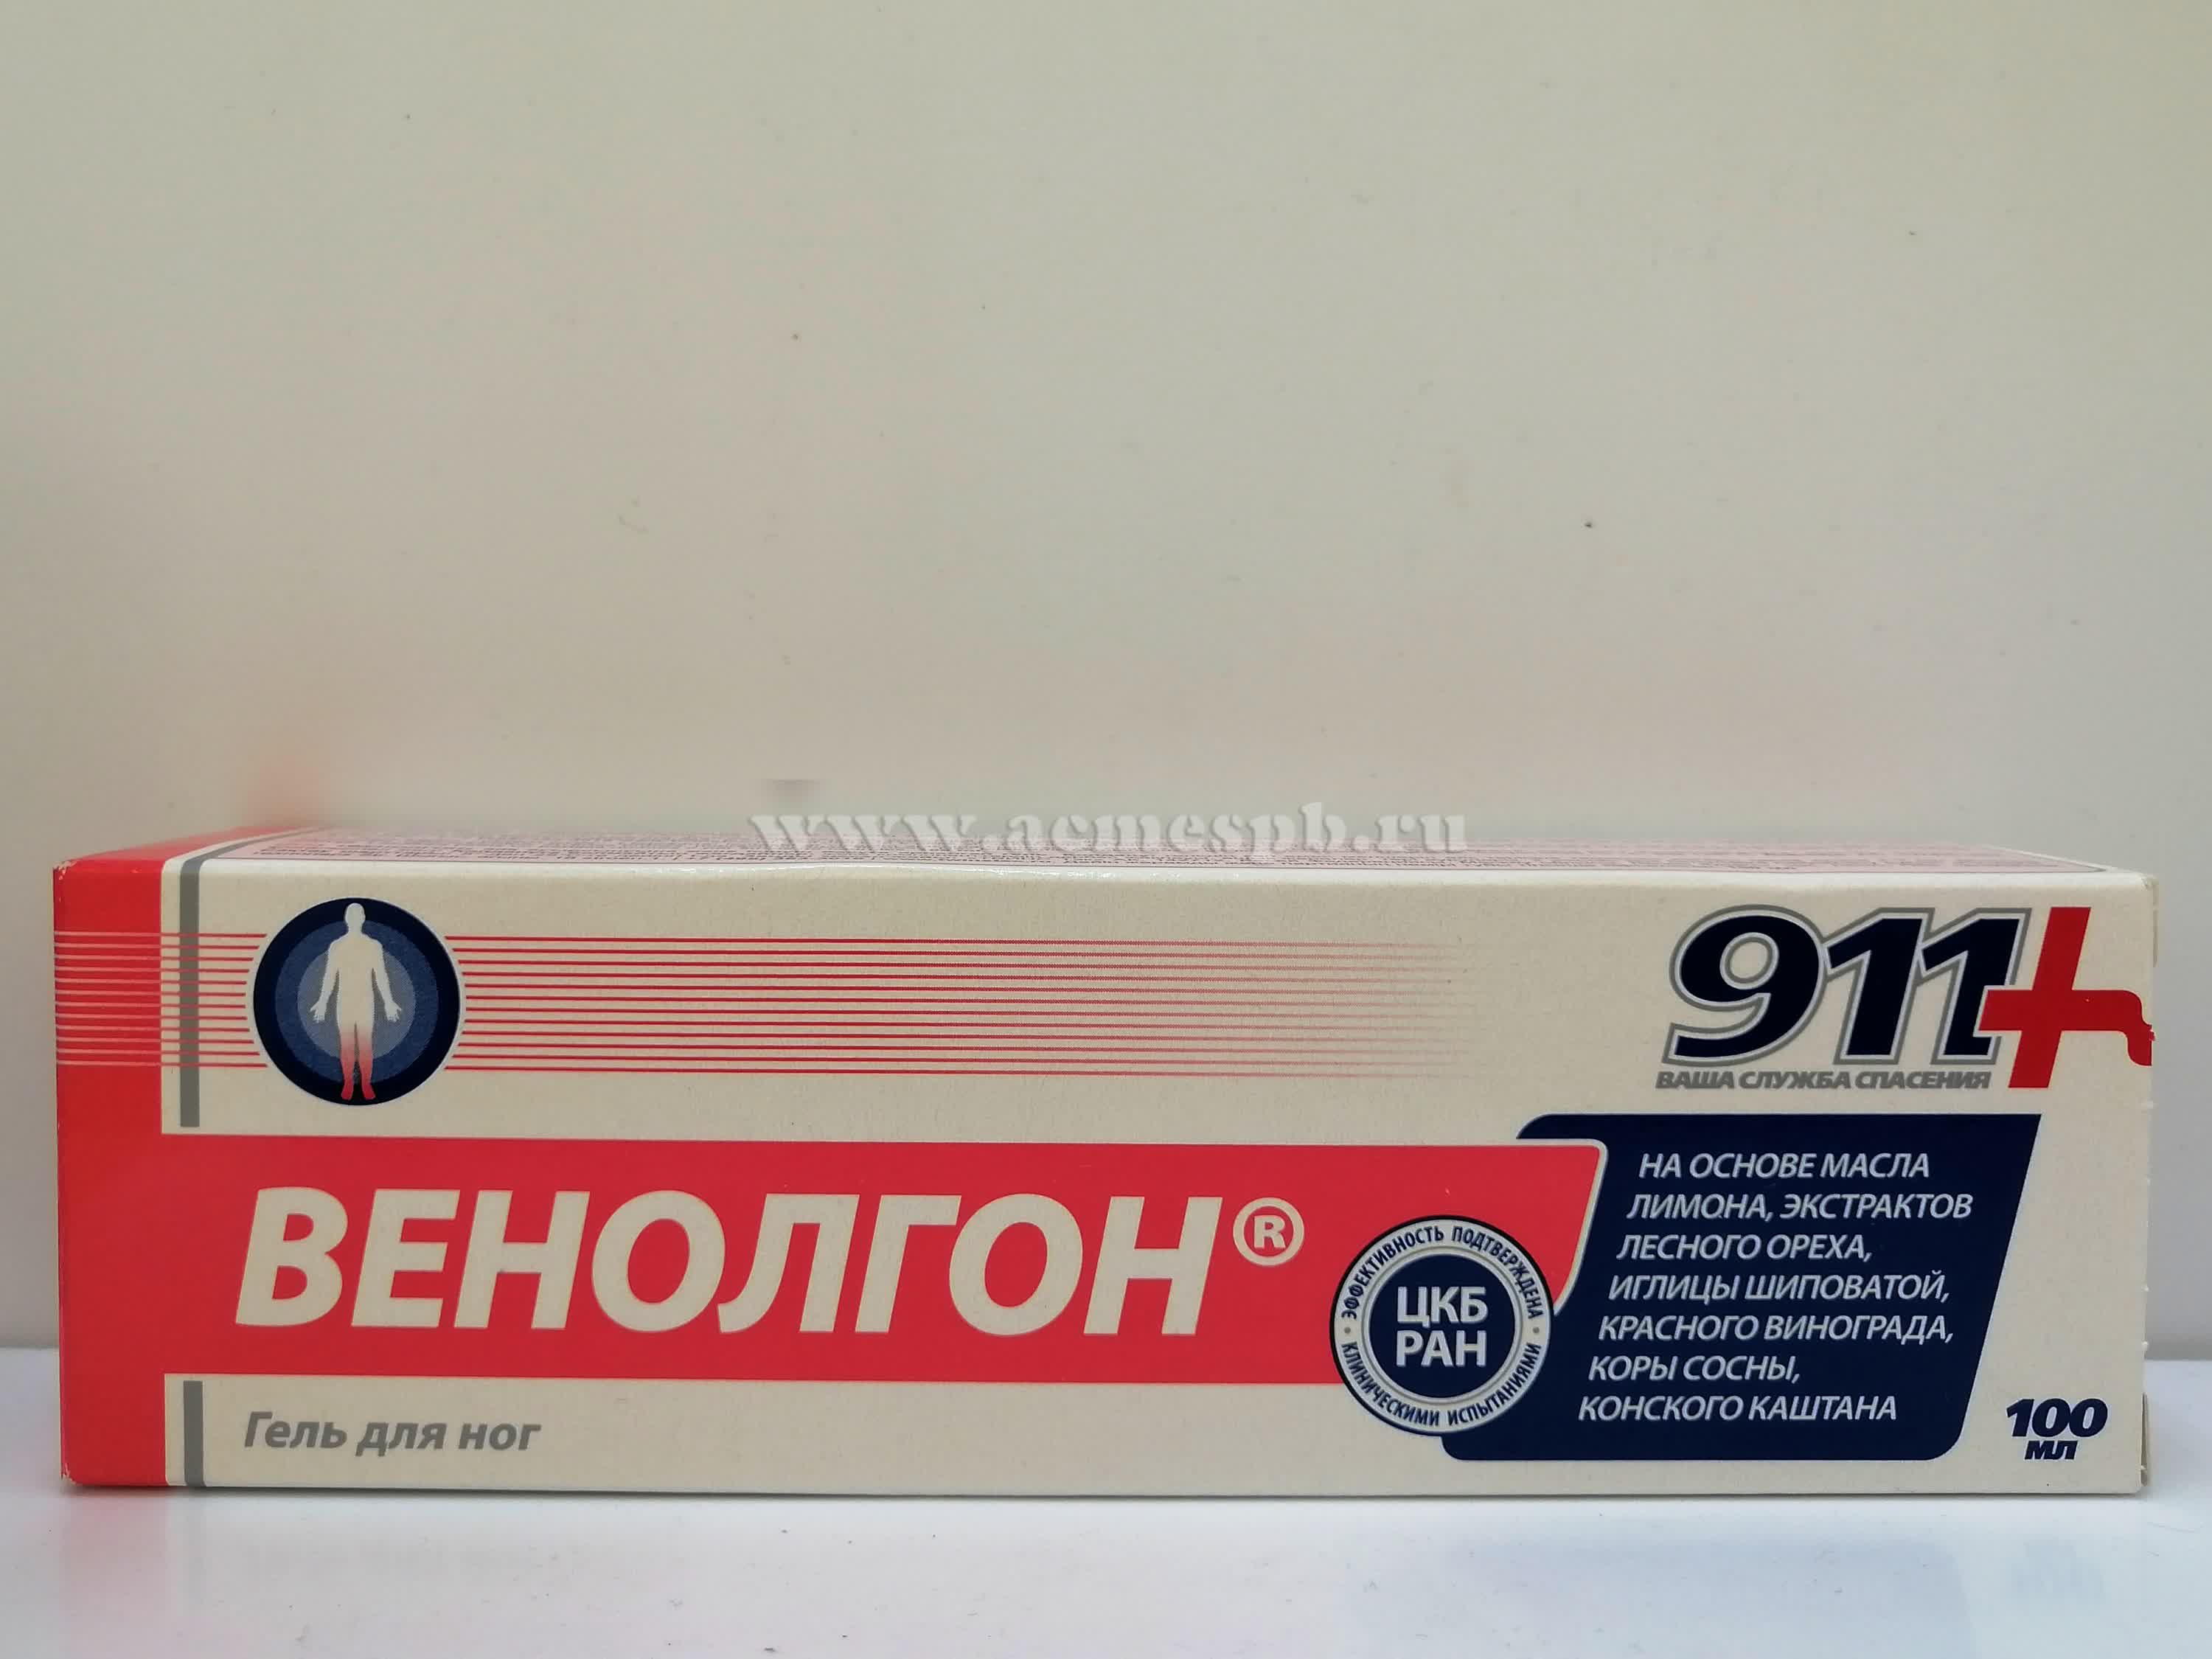 www.acmespb.ru
911+
ВАША СЛУЖБА СПАСЕНИЯ
ВЕНОЛГОН®
Гель для ног
ЭФФЕКТИВНОСТЬ ПОДТВЕРЖДЕНА
КЛИНИЧЕСКИМИ ИСПЫТАНИЯМИ
ЦКБ
РАН
НА ОСНОВЕ МАСЛА
ЛИМОНА, ЭКСТРАКТОВ
ЛЕСНОГО ОРЕХА,
ИГЛИЦЫ ШИПОВАТОЙ,
КРАСНОГО ВИНОГРАДА,
КОРЫ СОСНЫ,
КОНСКОГО КАШТАНА
100
МЛ